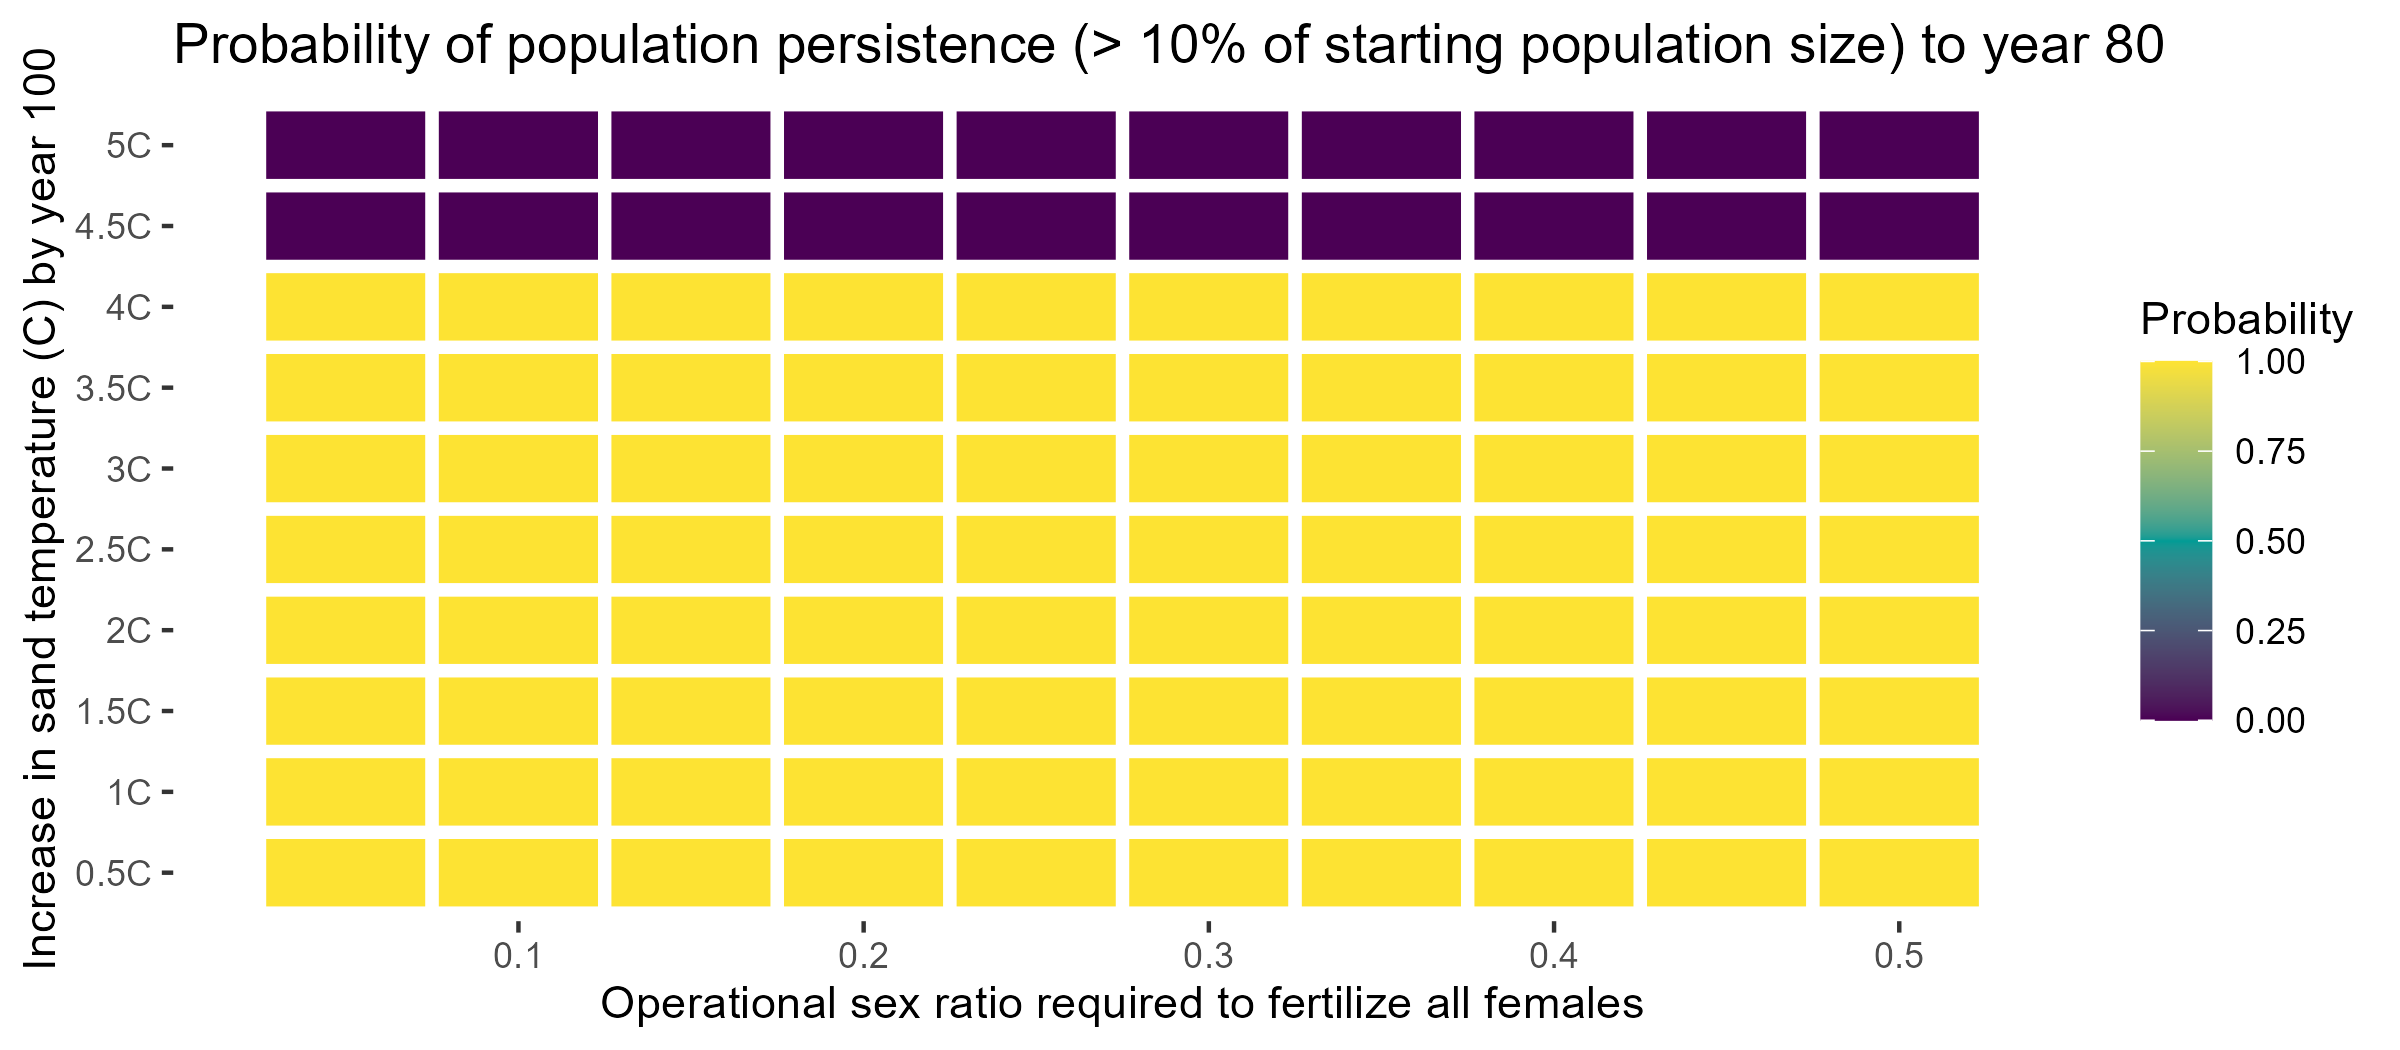 Probability of population persistence (> 10% of starting population size) to year 80
Increase in sand temperature (C) by year 100
5C
4.5C
4C
3.5C
3C
2.5C
2C
1.5C
1C
0.5C
0.1
0.2
0.3
0.4
0.5
Operational sex ratio required to fertilize all females
Probability
1.00
0.75
0.50
0.25
0.00